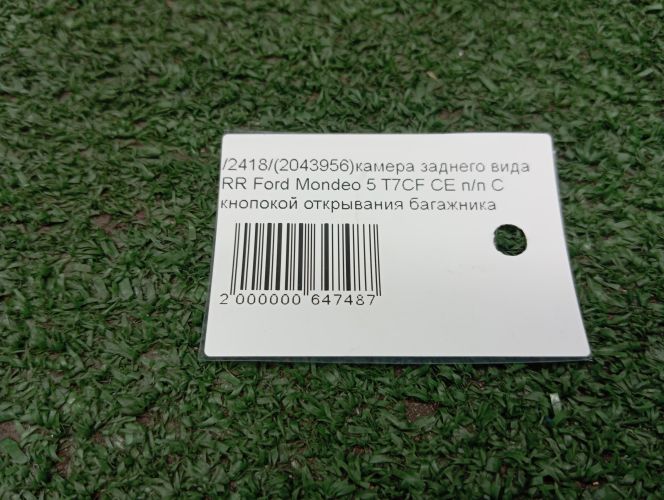 /2418/(2043956)камера заднего вида
RR Ford Mondeo 5 T7CF CE п/п С
кнопокой открывания багажника
2 000000 647487